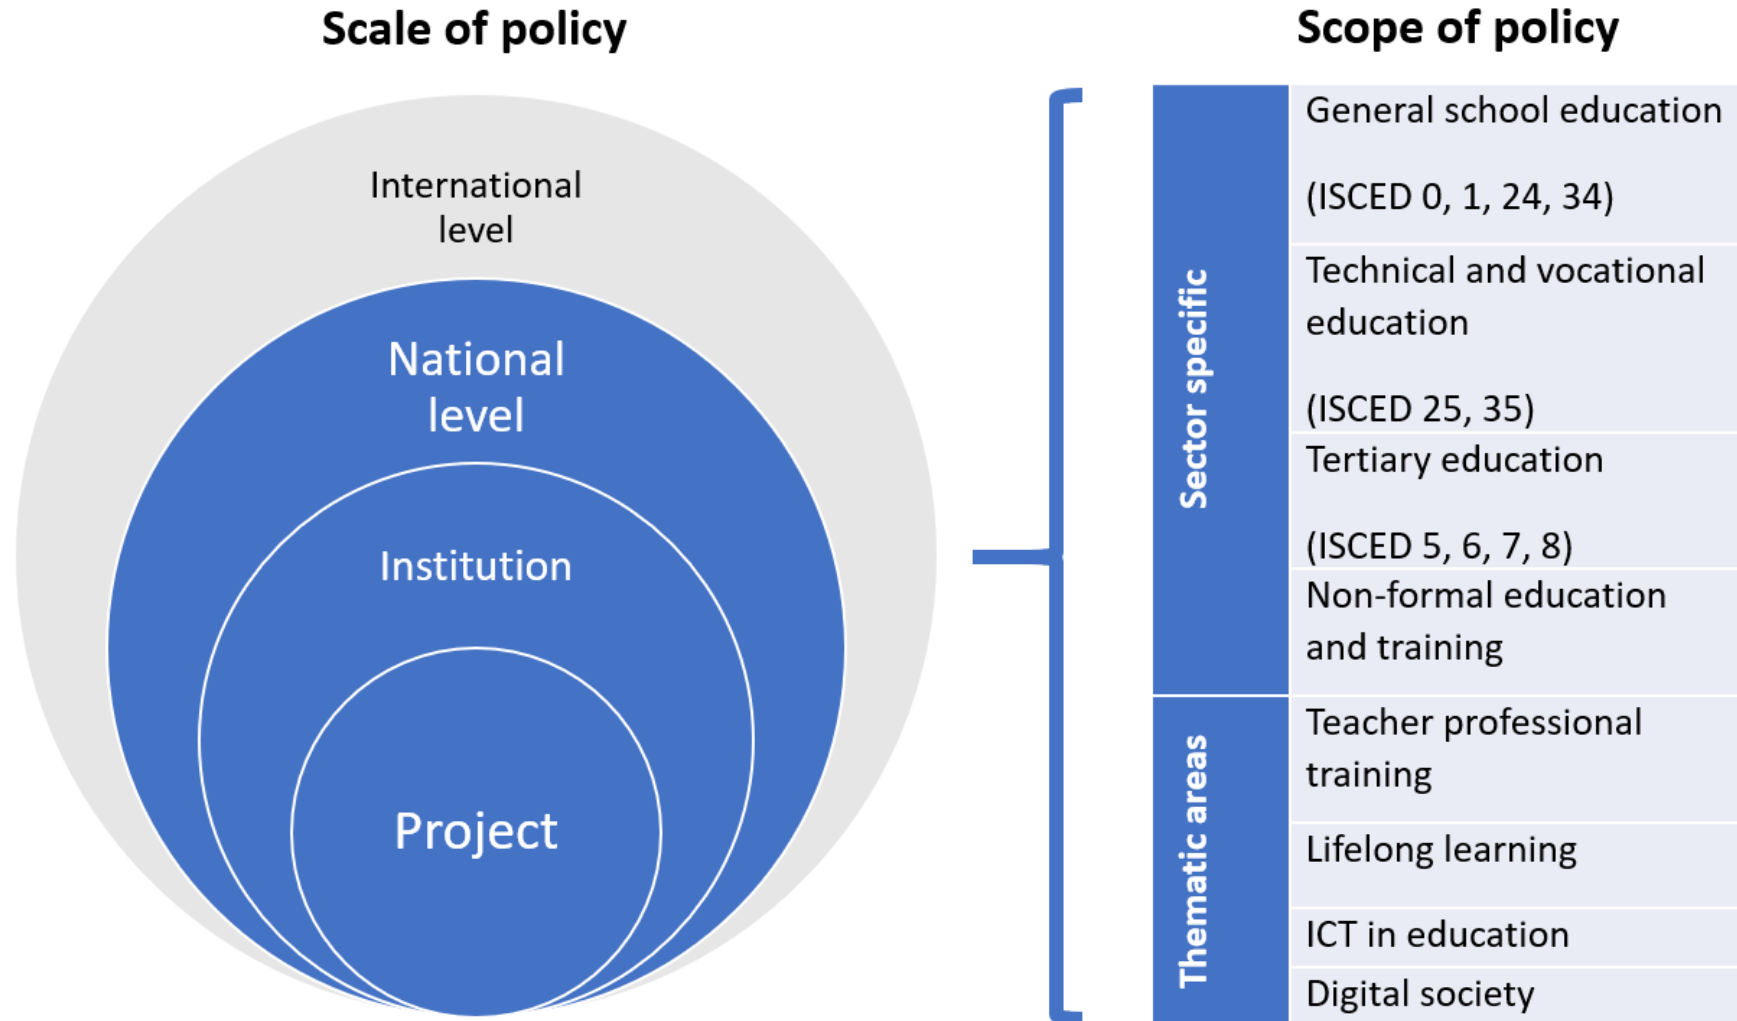 Scale of policy
International
level
National
level
Institution
Project
Scope of policy
Sector specific
General school education
(ISCED 0, 1, 24, 34)
Technical and vocational
education
(ISCED 25, 35)
Tertiary education
(ISCED 5, 6, 7, 8)
Non-formal education
and training
Thematic areas
Teacher professional
training
Lifelong learning
ICT in education
Digital society